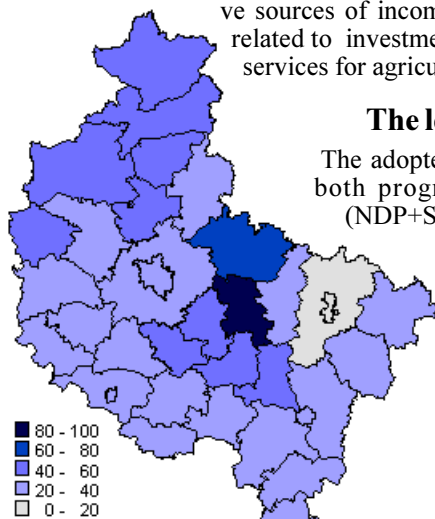 ve sources of incom
related to investme
services for agricu
The l
The adopte
both progr
(NDP+S
80 - 100
60 - 80
40 - 60
20 - 40
0 - 20